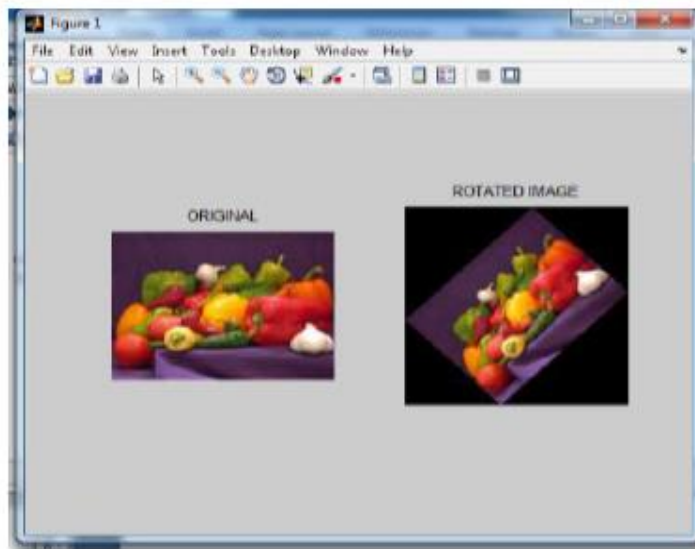 Figure 1
File Edit View Insert Tools Desktop Window Help
ROTATED IMAGE
ORIGINAL